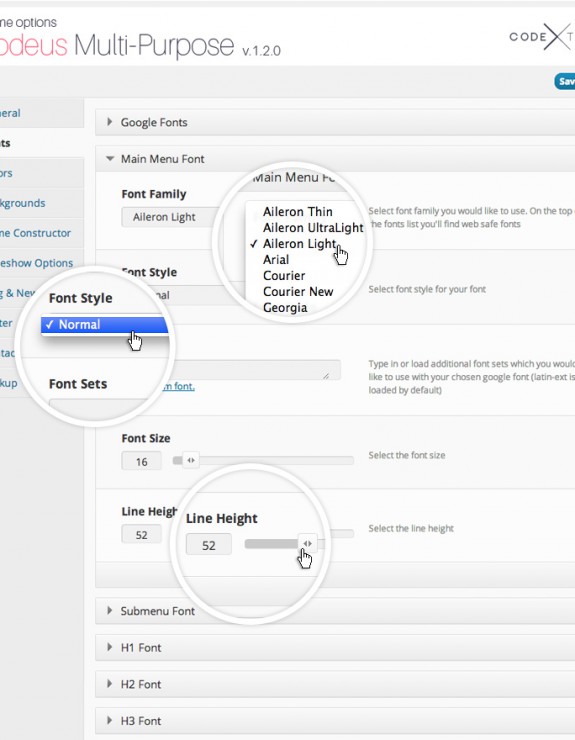 me options
odeus Multi-Purpose v.1.2.0
CODE X T
Sav
eral
ts
ors
kgrounds
me Constructor
eshow Options
g & New
ter
tac
kup
Google Fonts
Main Menu Font
Font Family
Aileron Light
Select font family you would like to use. On the top
he fonts list you'll find web safe fonts
Main Menu Fo
Aileron Thin
Aileron UltraLight
✓ Aileron Light
Arial
Courier
Courier New
Georgia
Font Style
nal
Select font style for your font
Font Style
✓ Normal
Font Sets
m font.
Type in or load additional font sets which you would
like to use with your chosen google font (latin-ext is
loaded by default)
Font Size
16
Select the font size
Line Heigh
52
Select the line height
Line Height
52
Submenu Font
H1 Font
H2 Font
H3 Font